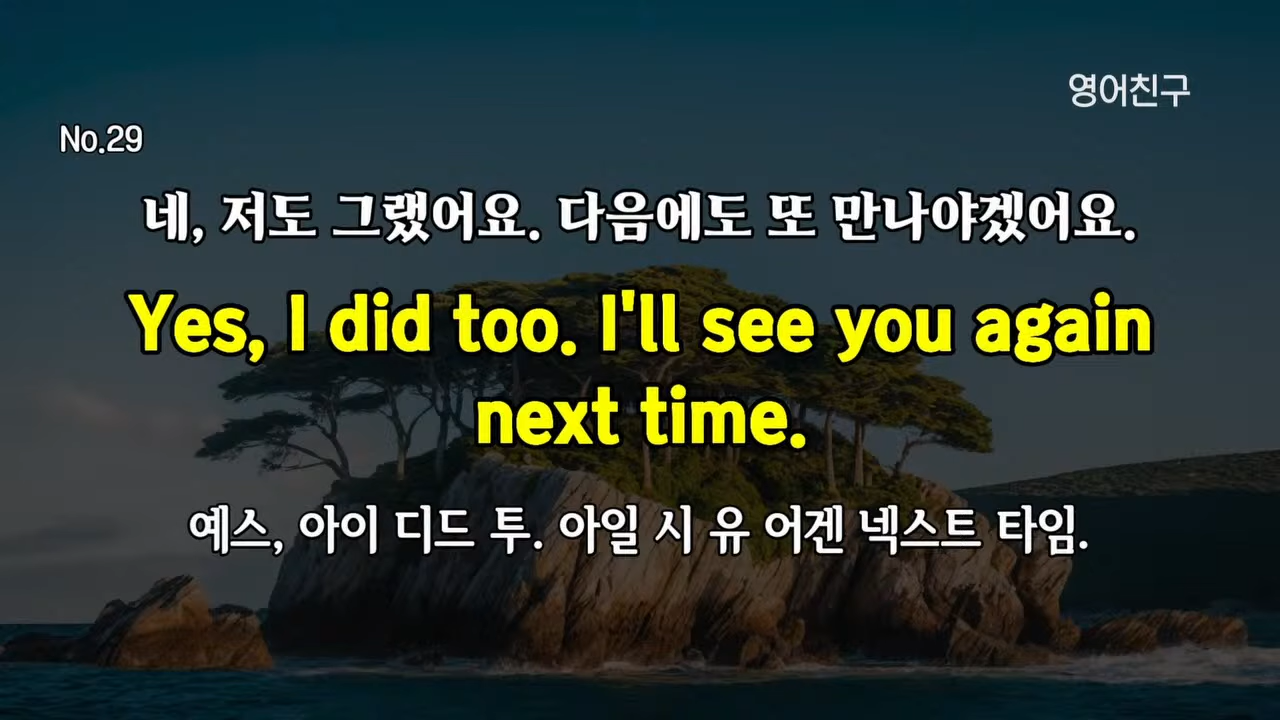 영어친구
No.29
네, 저도 그랬어요. 다음에도 또 만나야겠어요.
Yes, I did too. I'll see you again
next time.
예스, 아이 디드 투. 아일 시 유 어겐 넥스트 타임.